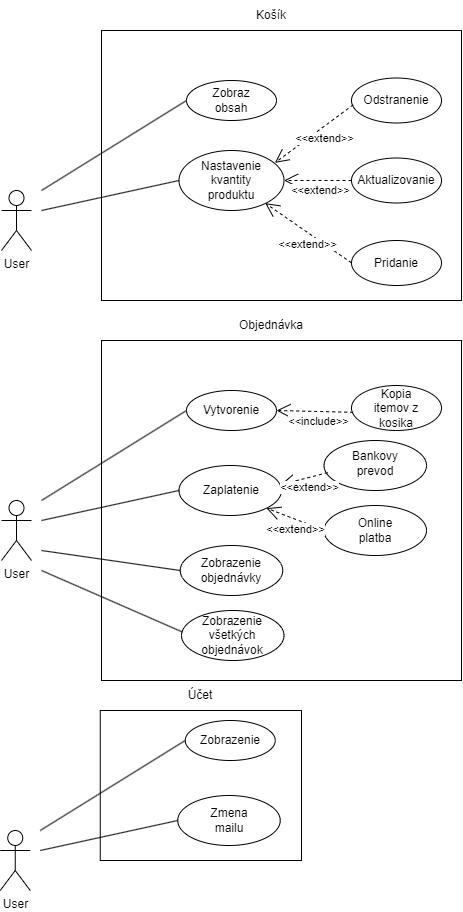 Košík
Zobraz
obsah
Odstranenie
<<extend>>
Nastavenie
kvantity
produktu
Aktualizovanie
<<extend>>
<<extend>>
Pridanie
User
Objednávka
Vytvorenie
Kopia
itemov z
kosika
<<include>>
Bankovy
prevod
Zaplatenie
<<extend>>
Online
platba
<<extend>>
User
Zobrazenie
objednávky
Zobrazenie
všetkých
objednávok
Účet
Zobrazenie
Zmena
mailu
User